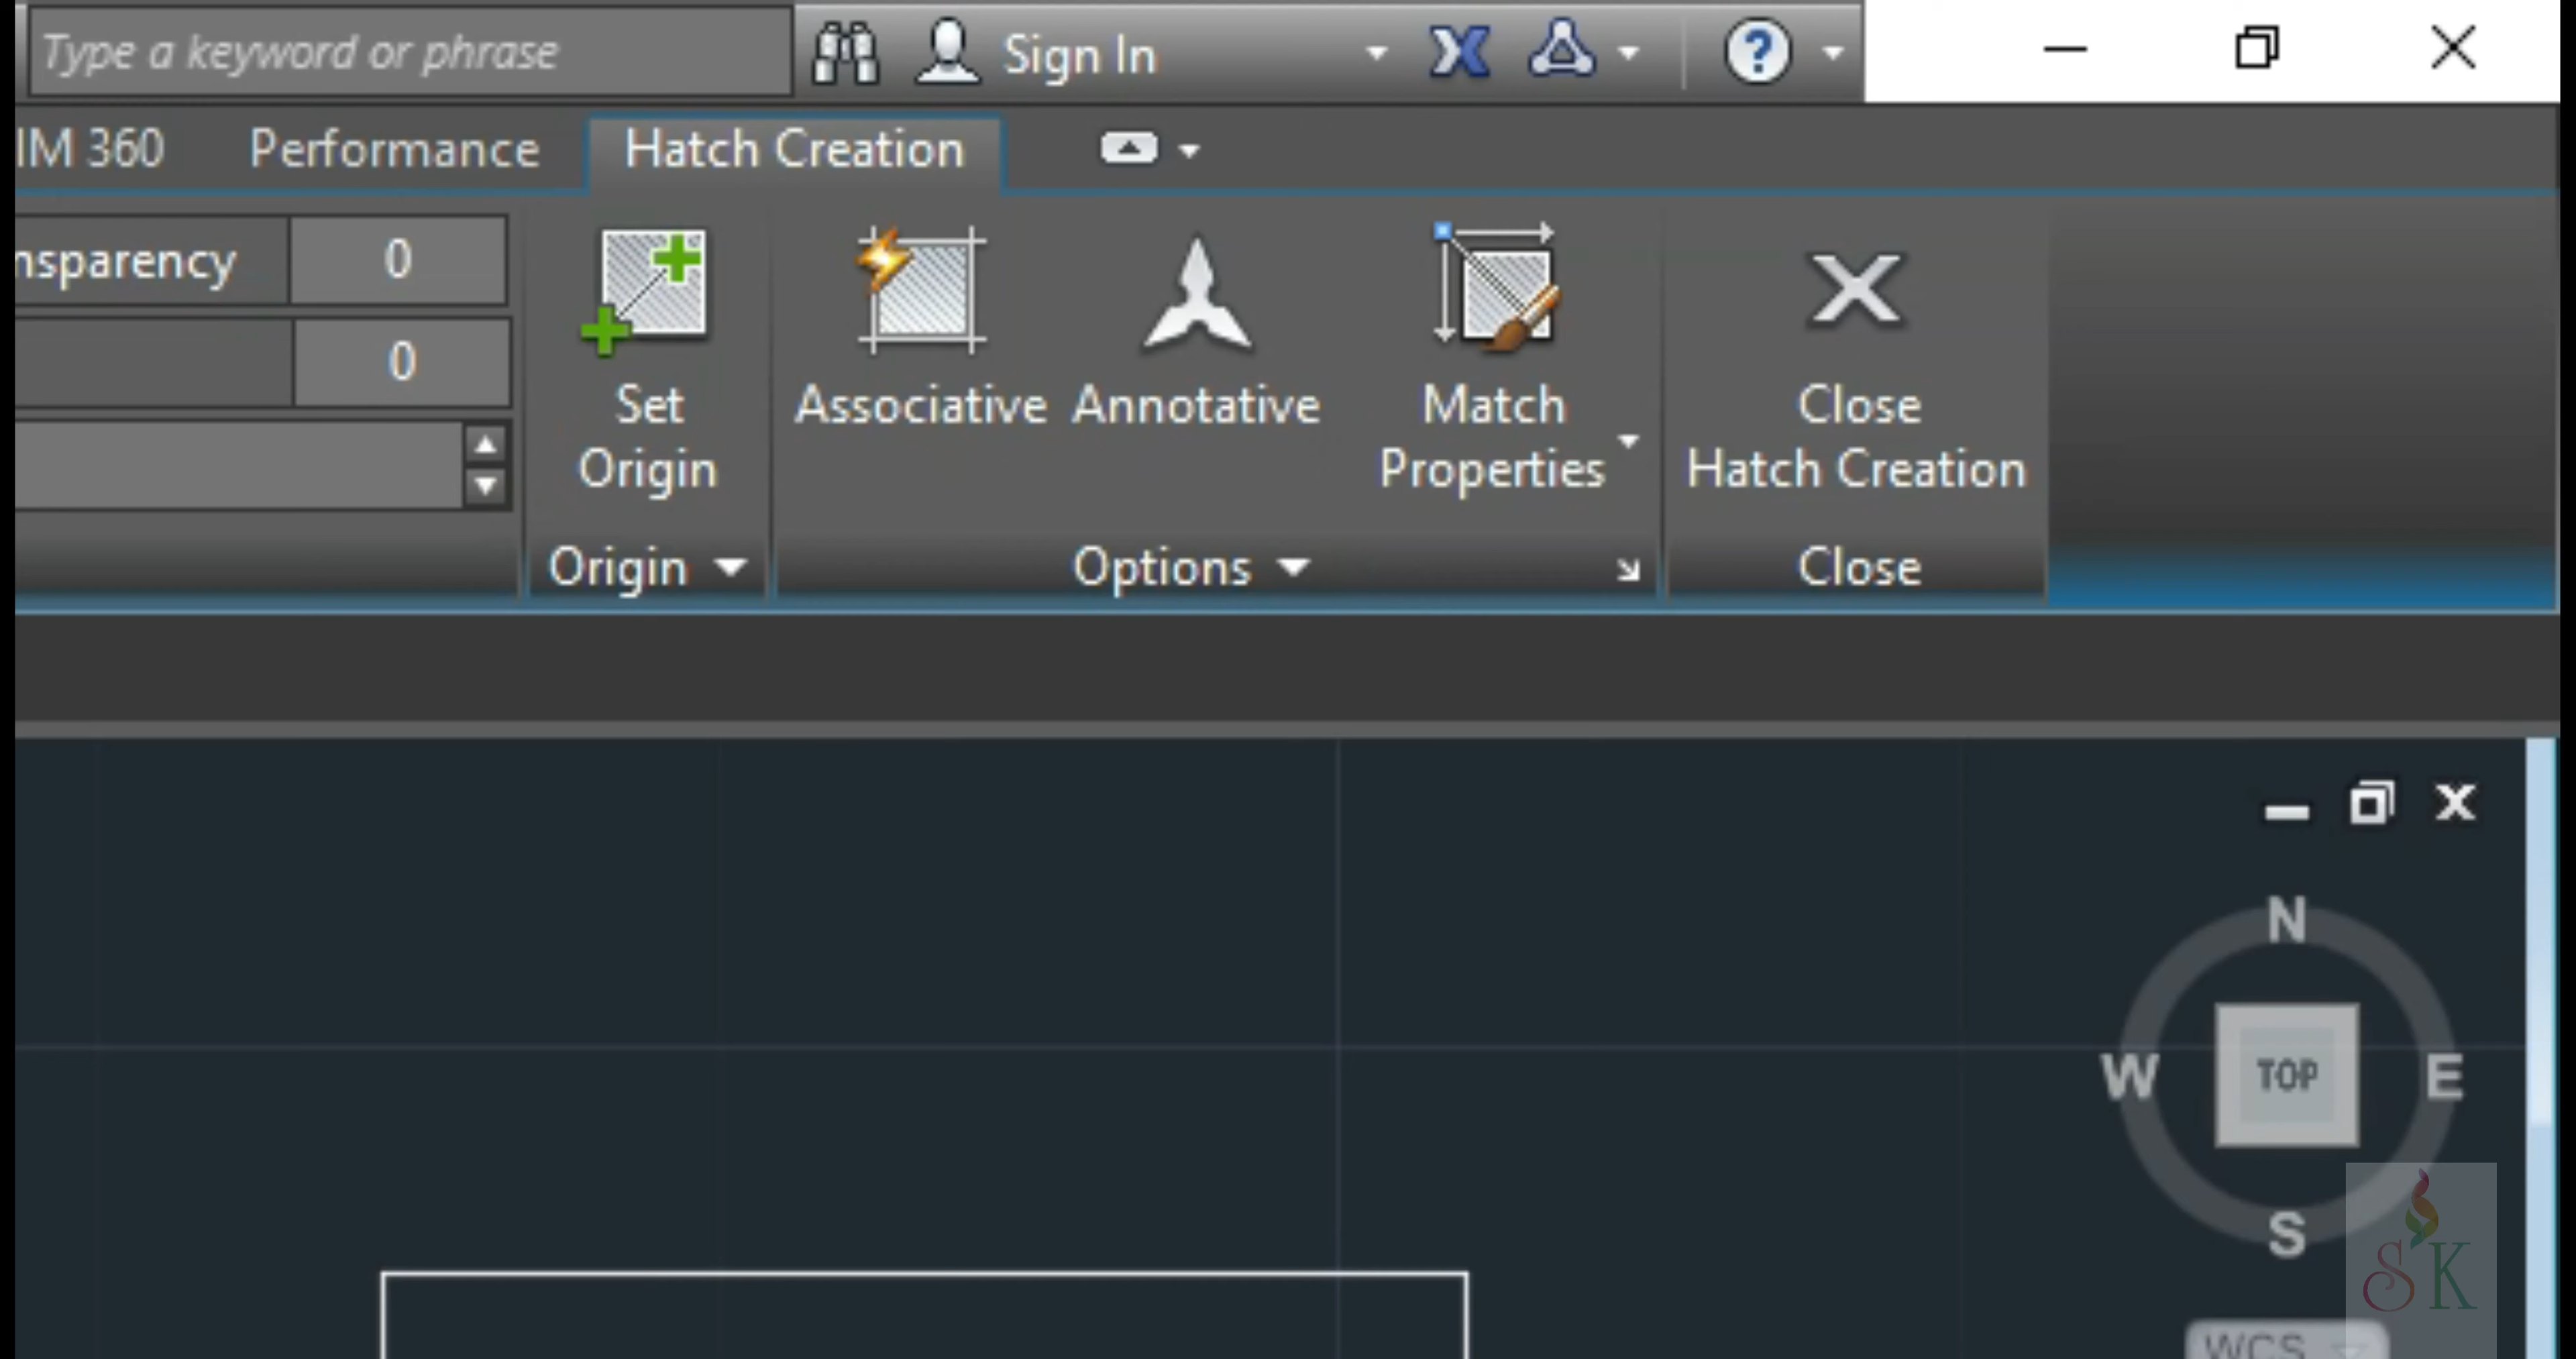 Type a keyword or phrase
Sign In
IM 360 Performance Hatch Creation
nsparency 0
0
Set
Origin
Associative
Annotative
Match
Properties
Close
Hatch Creation
Origin
Options
Close
N
W TOP E
S
SK
WCS